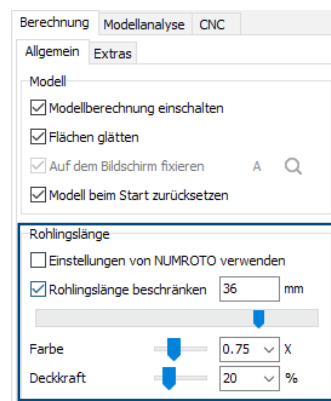 Berechnung Modellanalyse CNC
Allgemein Extras
Modell
Modellberechnung einschalten
Flächen glätten
Auf dem Bildschirm fixieren A
Modell beim Start zurücksetzen
Rohlingslänge
Einstellungen von NUMROTO verwenden
Rohlingslänge beschränken 36 mm
Farbe 0.75 X
Deckkraft 20 %